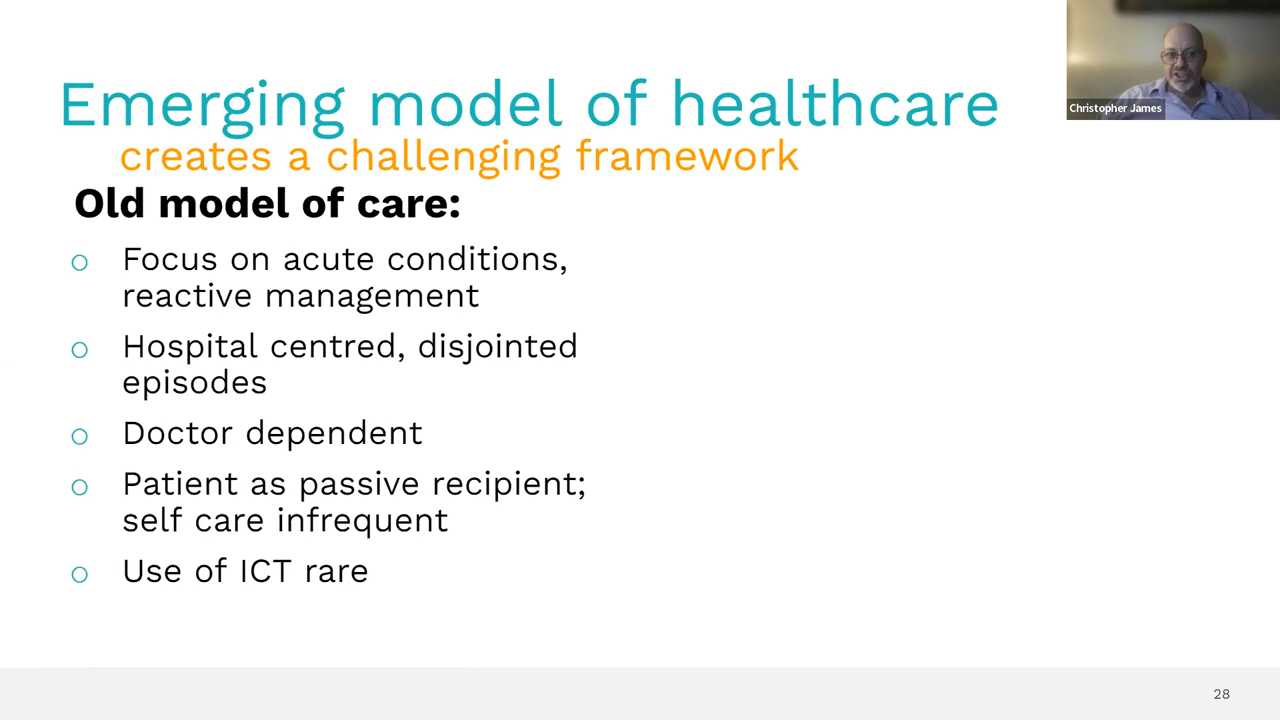 Emerging model of healthcare
creates a challenging framework
Christopher James
Old model of care:
Focus on acute conditions,
reactive management
Hospital centred, disjointed
episodes
Doctor dependent
Patient as passive recipient;
self care infrequent
Use of ICT rare
28